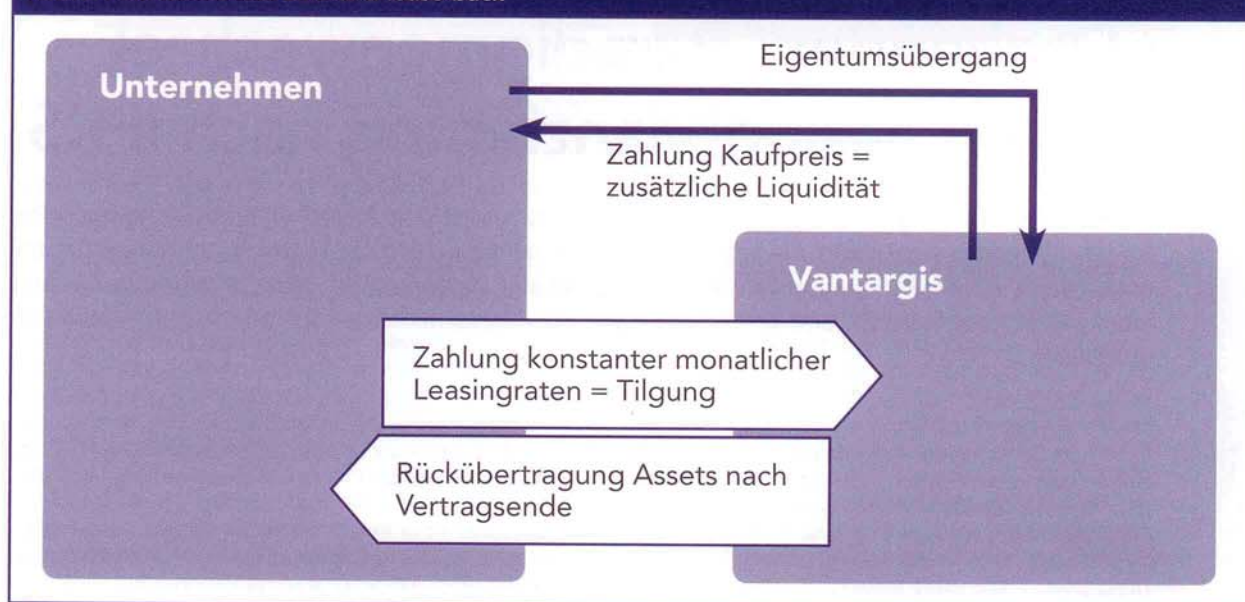 Unternehmen
Eigentumsübergang
Zahlung Kaufpreis =
zusätzliche Liquidität
Vantargis
Zahlung konstanter monatlicher
Leasingraten = Tilgung
Rückübertragung Assets nach
Vertragsende